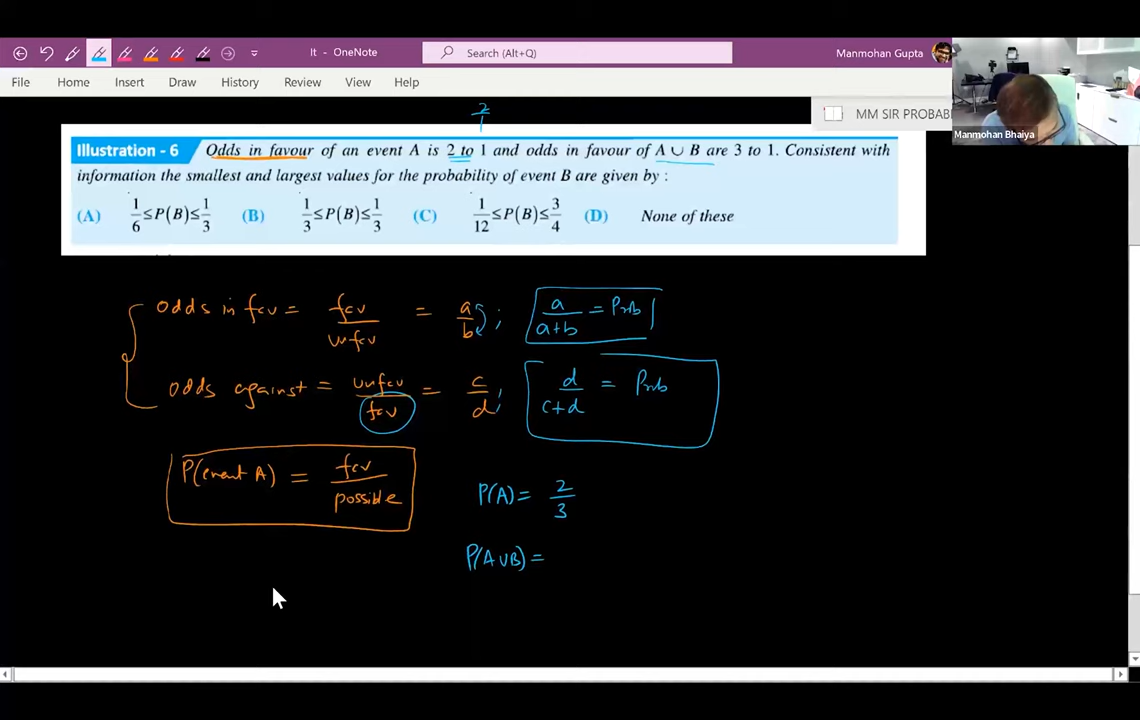 It - OneNote
Search (Alt+Q)
Manmohan Gupta
File Home Insert Draw History Review View Help
MM SIR PROBAB
Manmohan Bhaiya
2
1
Illustration - 6 Odds in favour of an event A is 2 to 1 and odds in favour of A ∪ B are 3 to 1. Consistent with
information the smallest and largest values for the probability of event B are given by :
(A) 1/6 ≤ P(B) ≤ 1/3 (B) 1/3 ≤ P(B) ≤ 1/3 (C) 1/12 ≤ P(B) ≤ 3/4 (D) None of these
odds in fav = fav/unfav = a/b ; a/(a+b) = Prob
odds against = unfav/fav = c/d ; d/(c+d) = Prob
P(event A) = fav/possible
P(A) = 2/3
P(A∪B) =